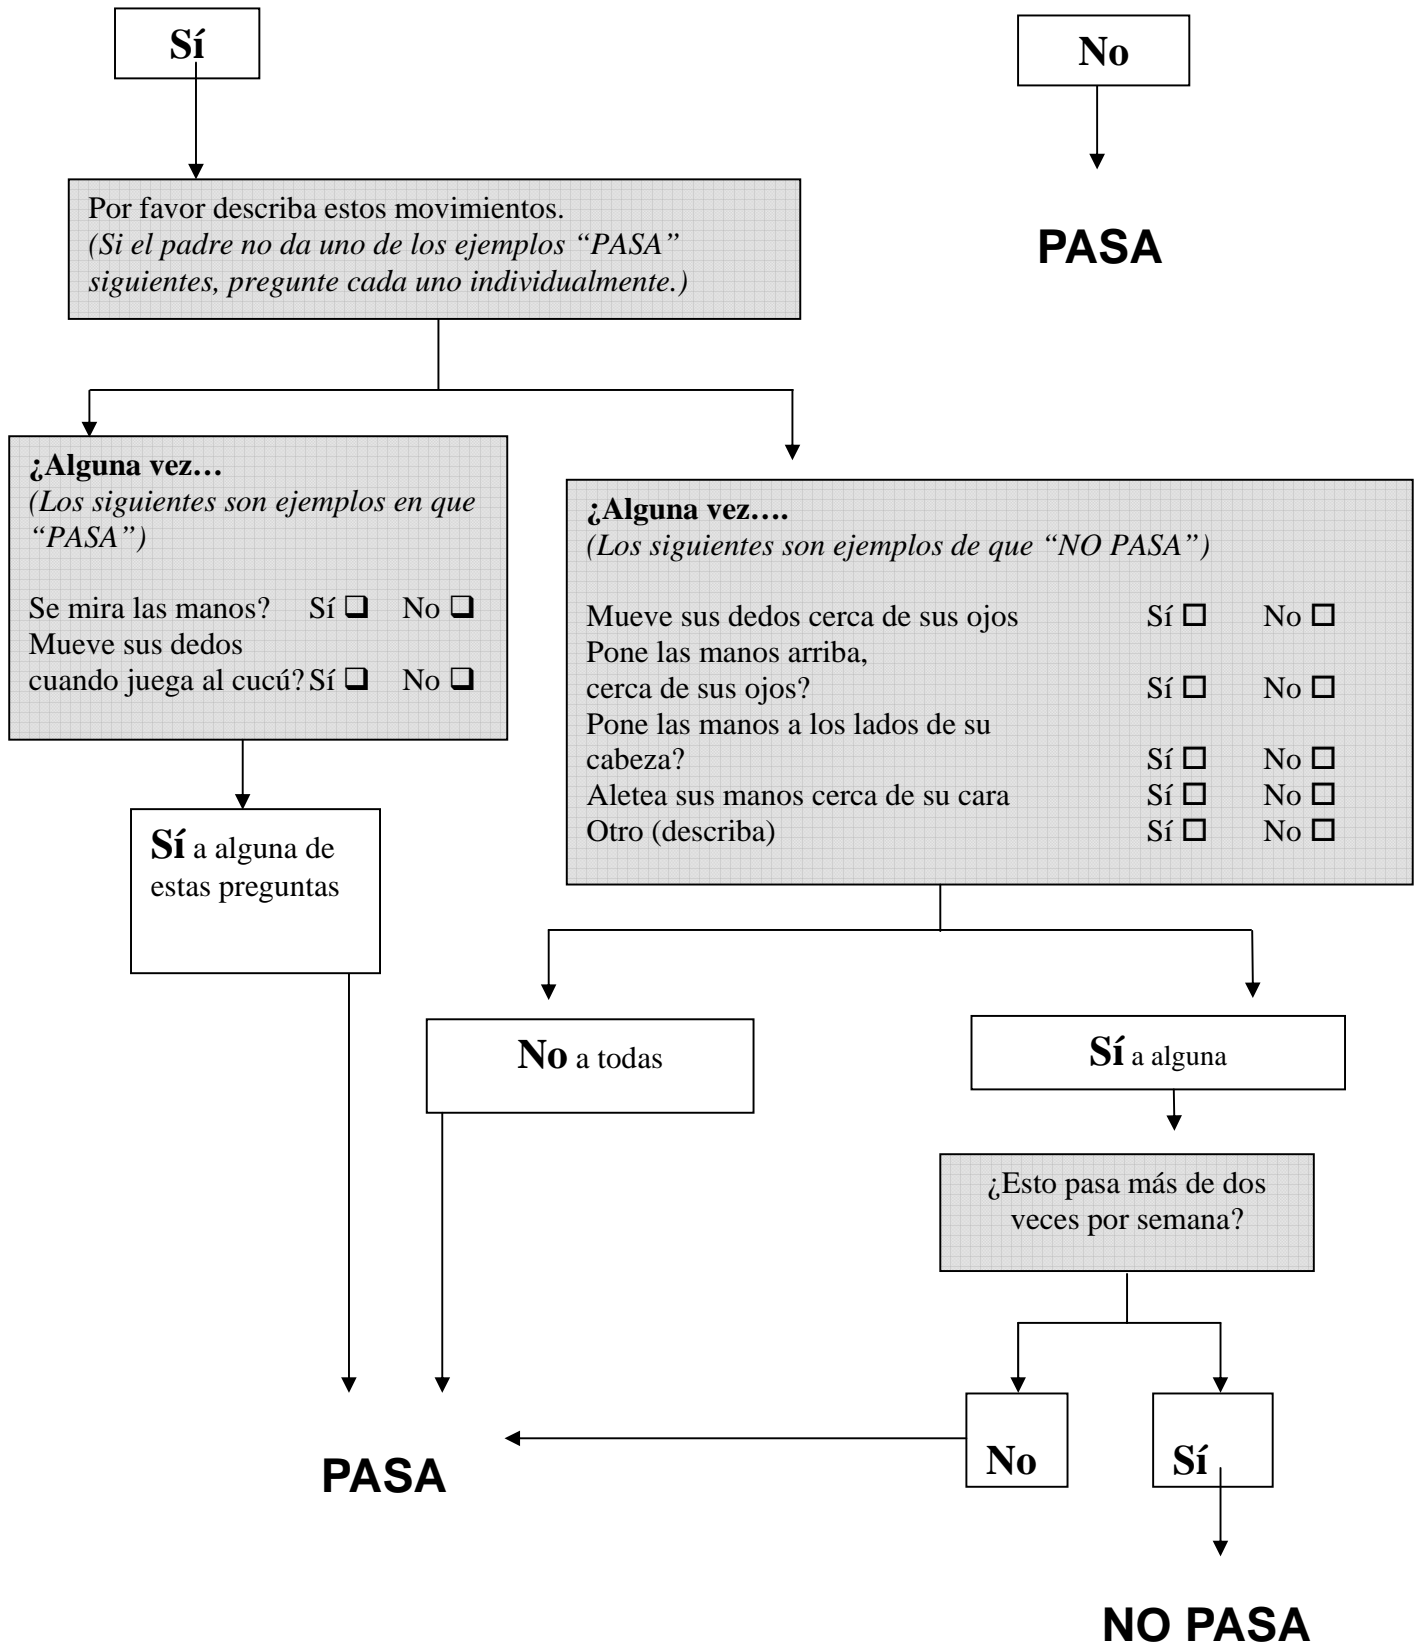 Sí
No
Por favor describa estos movimientos.
(Si el padre no da uno de los ejemplos “PASA”
siguientes, pregunte cada uno individualmente.)
PASA
¿Alguna vez…
(Los siguientes son ejemplos en que
“PASA”)
Se mira las manos? Sí ❑ No ❑
Mueve sus dedos
cuando juega al cucú? Sí ❑ No ❑
¿Alguna vez….
(Los siguientes son ejemplos de que “NO PASA”)
Mueve sus dedos cerca de sus ojos Sí □ No □
Pone las manos arriba,
cerca de sus ojos? Sí □ No □
Pone las manos a los lados de su
cabeza? Sí □ No □
Aletea sus manos cerca de su cara Sí □ No □
Otro (describa) Sí □ No □
Sí a alguna de
estas preguntas
No a todas
Sí a alguna
¿Esto pasa más de dos
veces por semana?
No
Sí
PASA
NO PASA